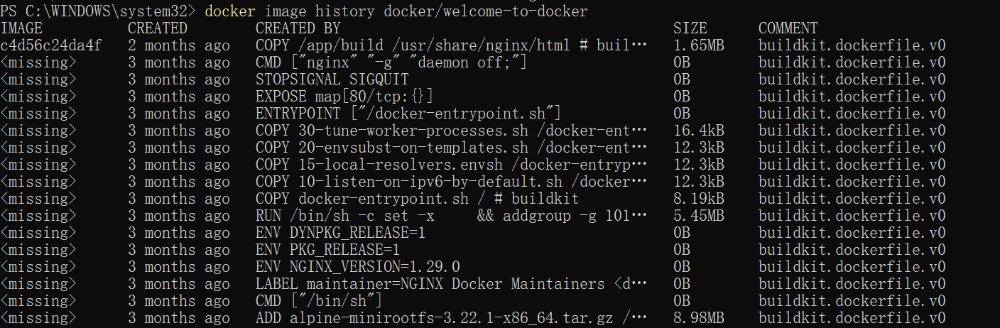 PS C:\WINDOWS\system32> docker image history docker/welcome-to-docker
IMAGE CREATED CREATED BY SIZE COMMENT
c4d56c24da4f 2 months ago COPY /app/build /usr/share/nginx/html # buil… 1.65MB buildkit.dockerfile.v0
<missing> 3 months ago CMD ["nginx" "-g" "daemon off;"] 0B buildkit.dockerfile.v0
<missing> 3 months ago STOPSIGNAL SIGQUIT 0B buildkit.dockerfile.v0
<missing> 3 months ago EXPOSE map[80/tcp:{}] 0B buildkit.dockerfile.v0
<missing> 3 months ago ENTRYPOINT ["/docker-entrypoint.sh"] 0B buildkit.dockerfile.v0
<missing> 3 months ago COPY 30-tune-worker-processes.sh /docker-ent… 16.4kB buildkit.dockerfile.v0
<missing> 3 months ago COPY 20-envsubst-on-templates.sh /docker-ent… 12.3kB buildkit.dockerfile.v0
<missing> 3 months ago COPY 15-local-resolvers.envsh /docker-entryp… 12.3kB buildkit.dockerfile.v0
<missing> 3 months ago COPY 10-listen-on-ipv6-by-default.sh /docker… 12.3kB buildkit.dockerfile.v0
<missing> 3 months ago COPY docker-entrypoint.sh / # buildkit 8.19kB buildkit.dockerfile.v0
<missing> 3 months ago RUN /bin/sh -c set -x && addgroup -g 101… 5.45MB buildkit.dockerfile.v0
<missing> 3 months ago ENV DYNPKG_RELEASE=1 0B buildkit.dockerfile.v0
<missing> 3 months ago ENV PKG_RELEASE=1 0B buildkit.dockerfile.v0
<missing> 3 months ago ENV NGINX_VERSION=1.29.0 0B buildkit.dockerfile.v0
<missing> 3 months ago LABEL maintainer=NGINX Docker Maintainers <d… 0B buildkit.dockerfile.v0
<missing> 3 months ago CMD ["/bin/sh"] 0B buildkit.dockerfile.v0
<missing> 3 months ago ADD alpine-minirootfs-3.22.1-x86_64.tar.gz /… 8.98MB buildkit.dockerfile.v0